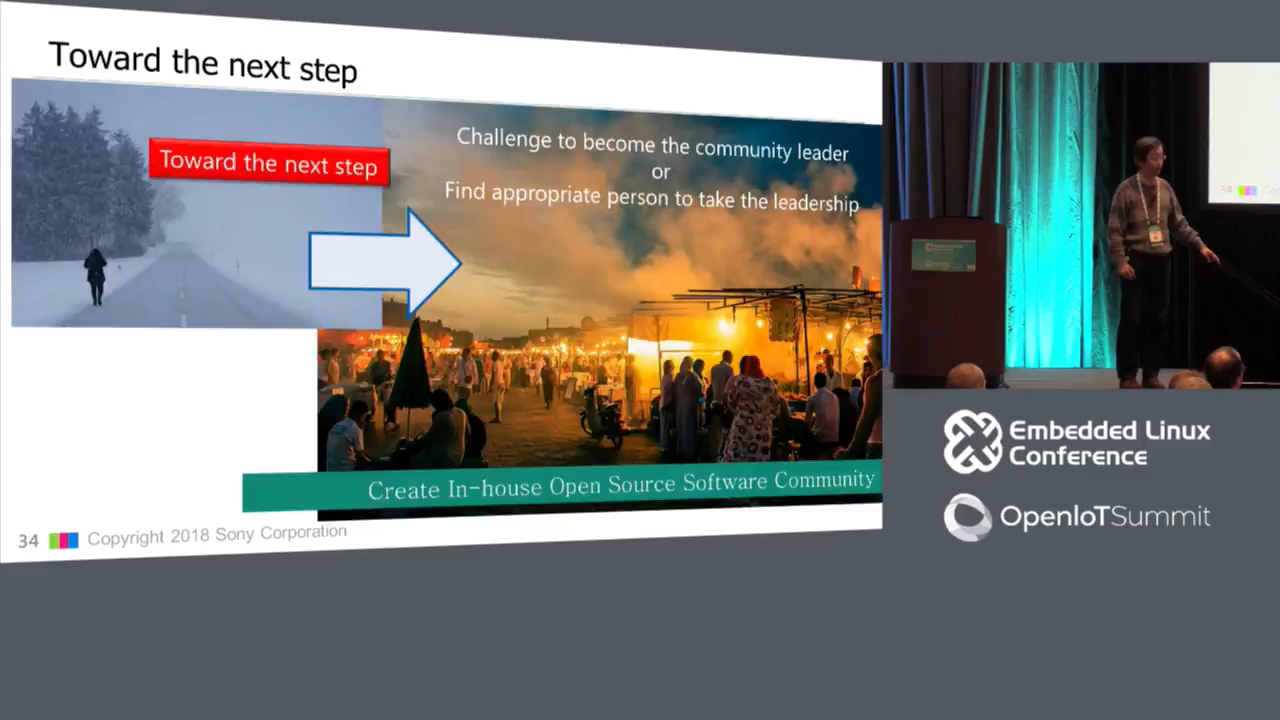 Toward the next step
Toward the next step
Challenge to become the community leader
or
Find appropriate person to take the leadership
Create In-house Open Source Software Community
34
Copyright 2018 Sony Corporation
34
Embedded Linux
Conference
OpenIoTSummit